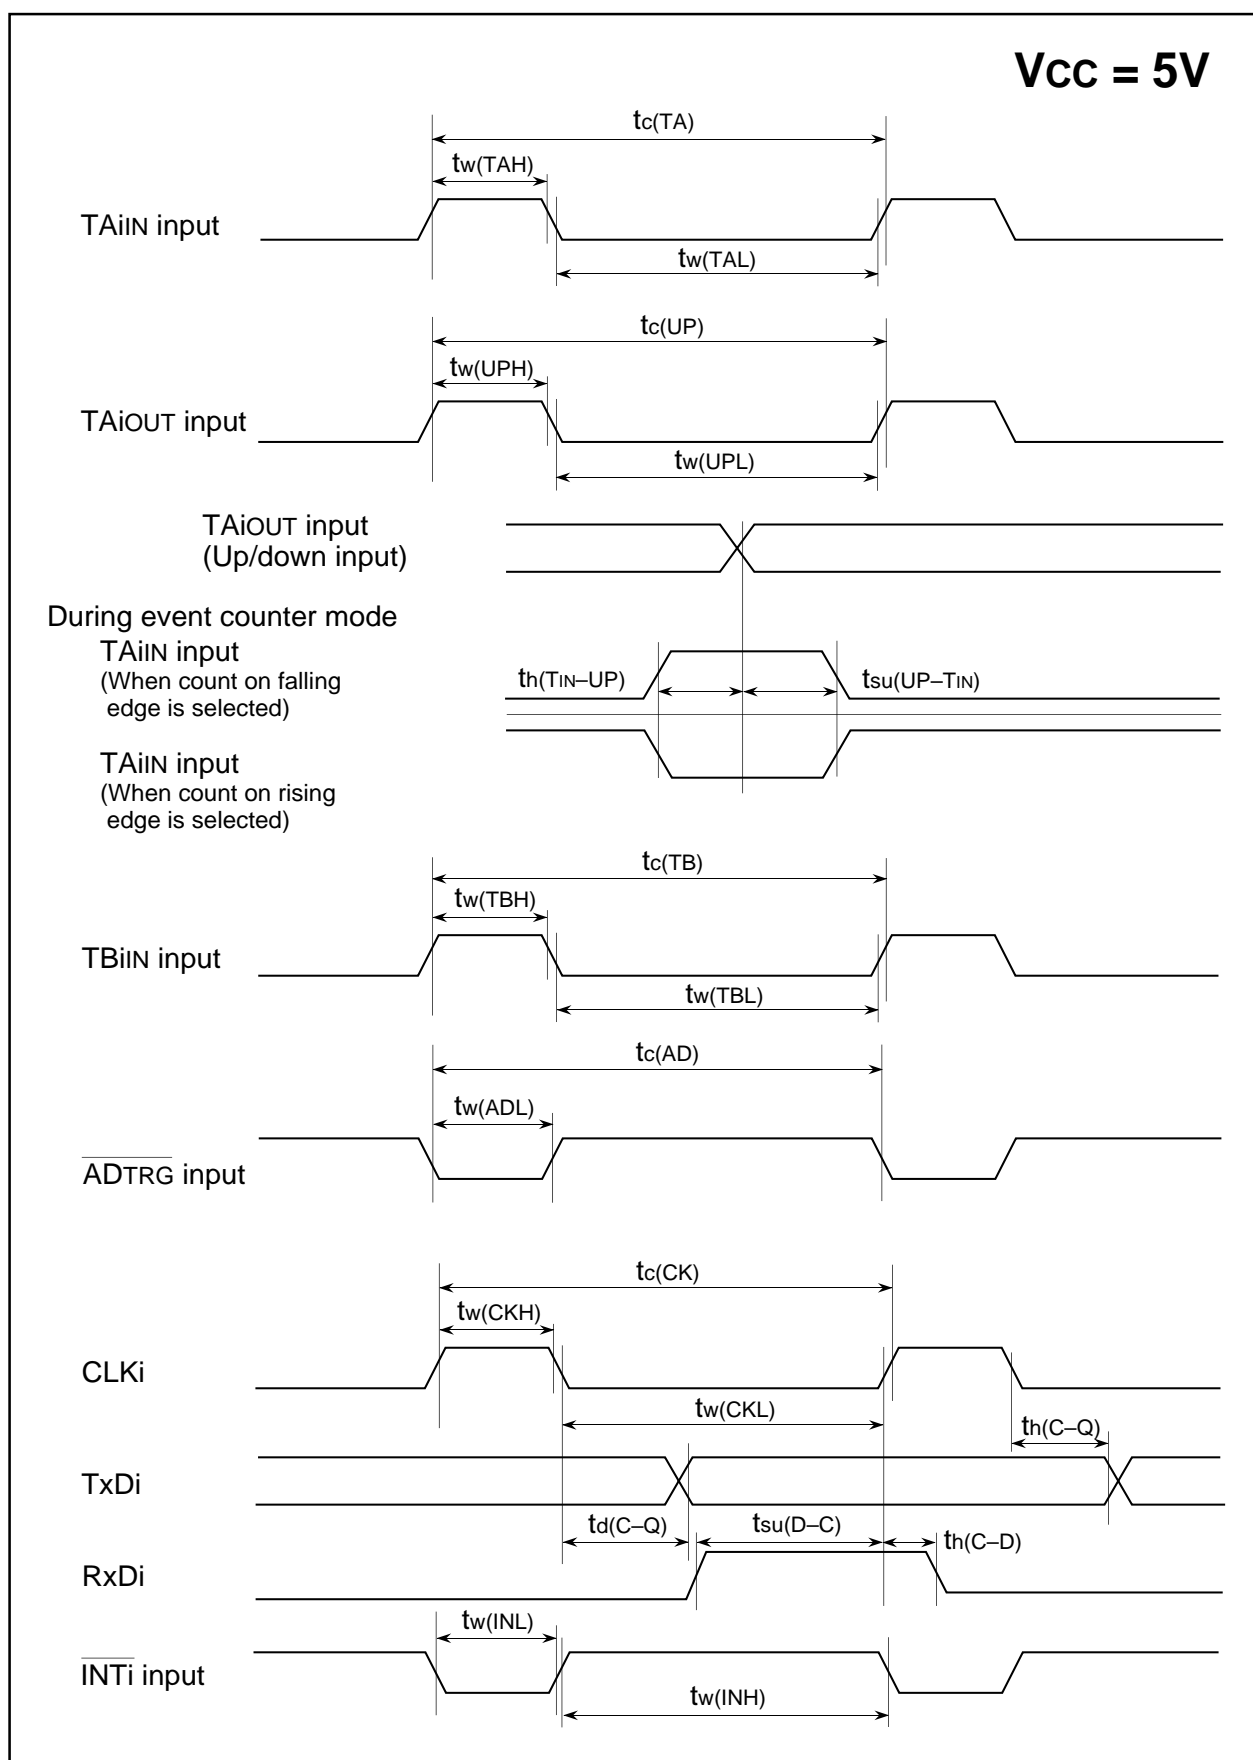 VCC = 5V
tc(TA)
tw(TAH)
TAiIN input
tw(TAL)
tc(UP)
tw(UPH)
TAiOUT input
tw(UPL)
TAiOUT input
(Up/down input)
During event counter mode
TAiIN input
(When count on falling
edge is selected)
th(TIN–UP)
tsu(UP–TIN)
TAiIN input
(When count on rising
edge is selected)
tc(TB)
tw(TBH)
TBiIN input
tw(TBL)
tc(AD)
tw(ADL)
ADTRG input
tc(CK)
tw(CKH)
CLKi
tw(CKL)
th(C–Q)
TxDi
td(C–Q)
tsu(D–C)
th(C–D)
RxDi
tw(INL)
INTi input
tw(INH)